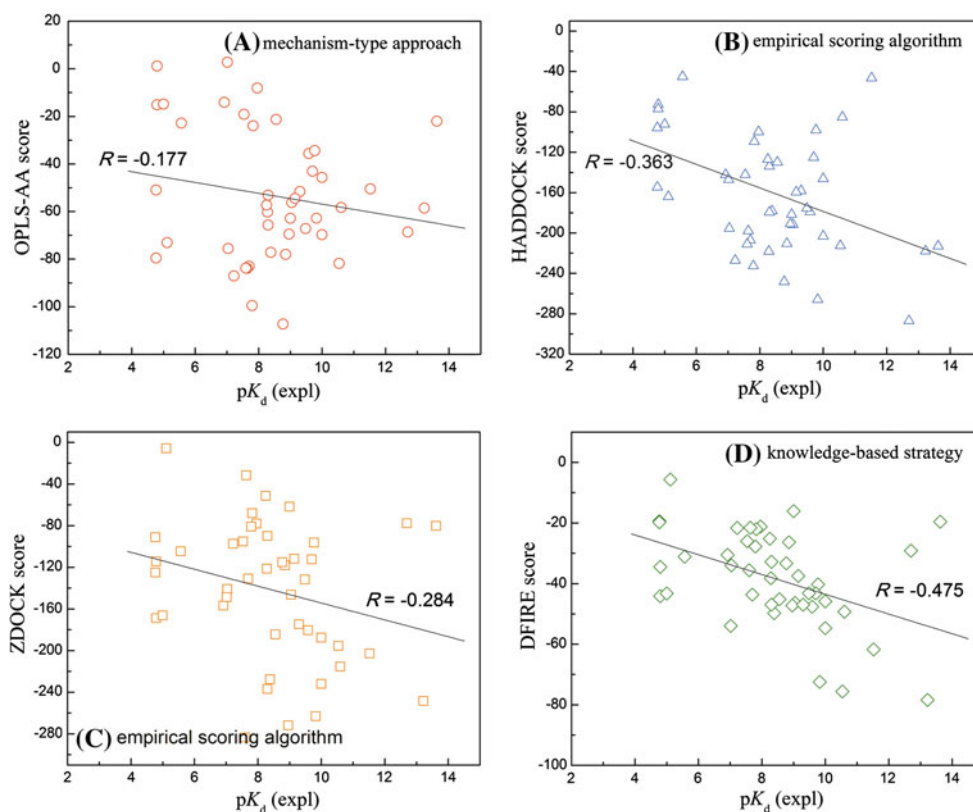 (A) mechanism-type approach
20
0
-20
-40
-60
-80
-100
-120
OPLS-AA score
R = -0.177
2 4 6 8 10 12 14
pKd (expl)
(B) empirical scoring algorithm
0
-40
-80
-120
-160
-200
-240
-280
-320
HADDOCK score
R = -0.363
2 4 6 8 10 12 14
pKd (expl)
0
-40
-80
-120
-160
-200
-240
-280
ZDOCK score
R = -0.284
(C) empirical scoring algorithm
2 4 6 8 10 12 14
pKd (expl)
(D) knowledge-based strategy
0
-20
-40
-60
-80
-100
DFIRE score
R = -0.475
2 4 6 8 10 12 14
pKd (expl)